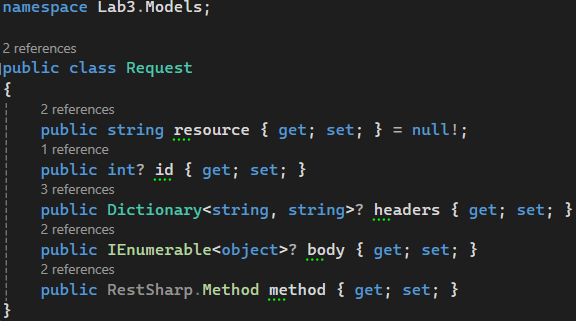 namespace Lab3.Models;
2 references
public class Request
{
2 references
public string resource { get; set; } = null!;
1 reference
public int? id { get; set; }
3 references
public Dictionary<string, string>? headers { get; set; }
2 references
public IEnumerable<object>? body { get; set; }
2 references
public RestSharp.Method method { get; set; }
}